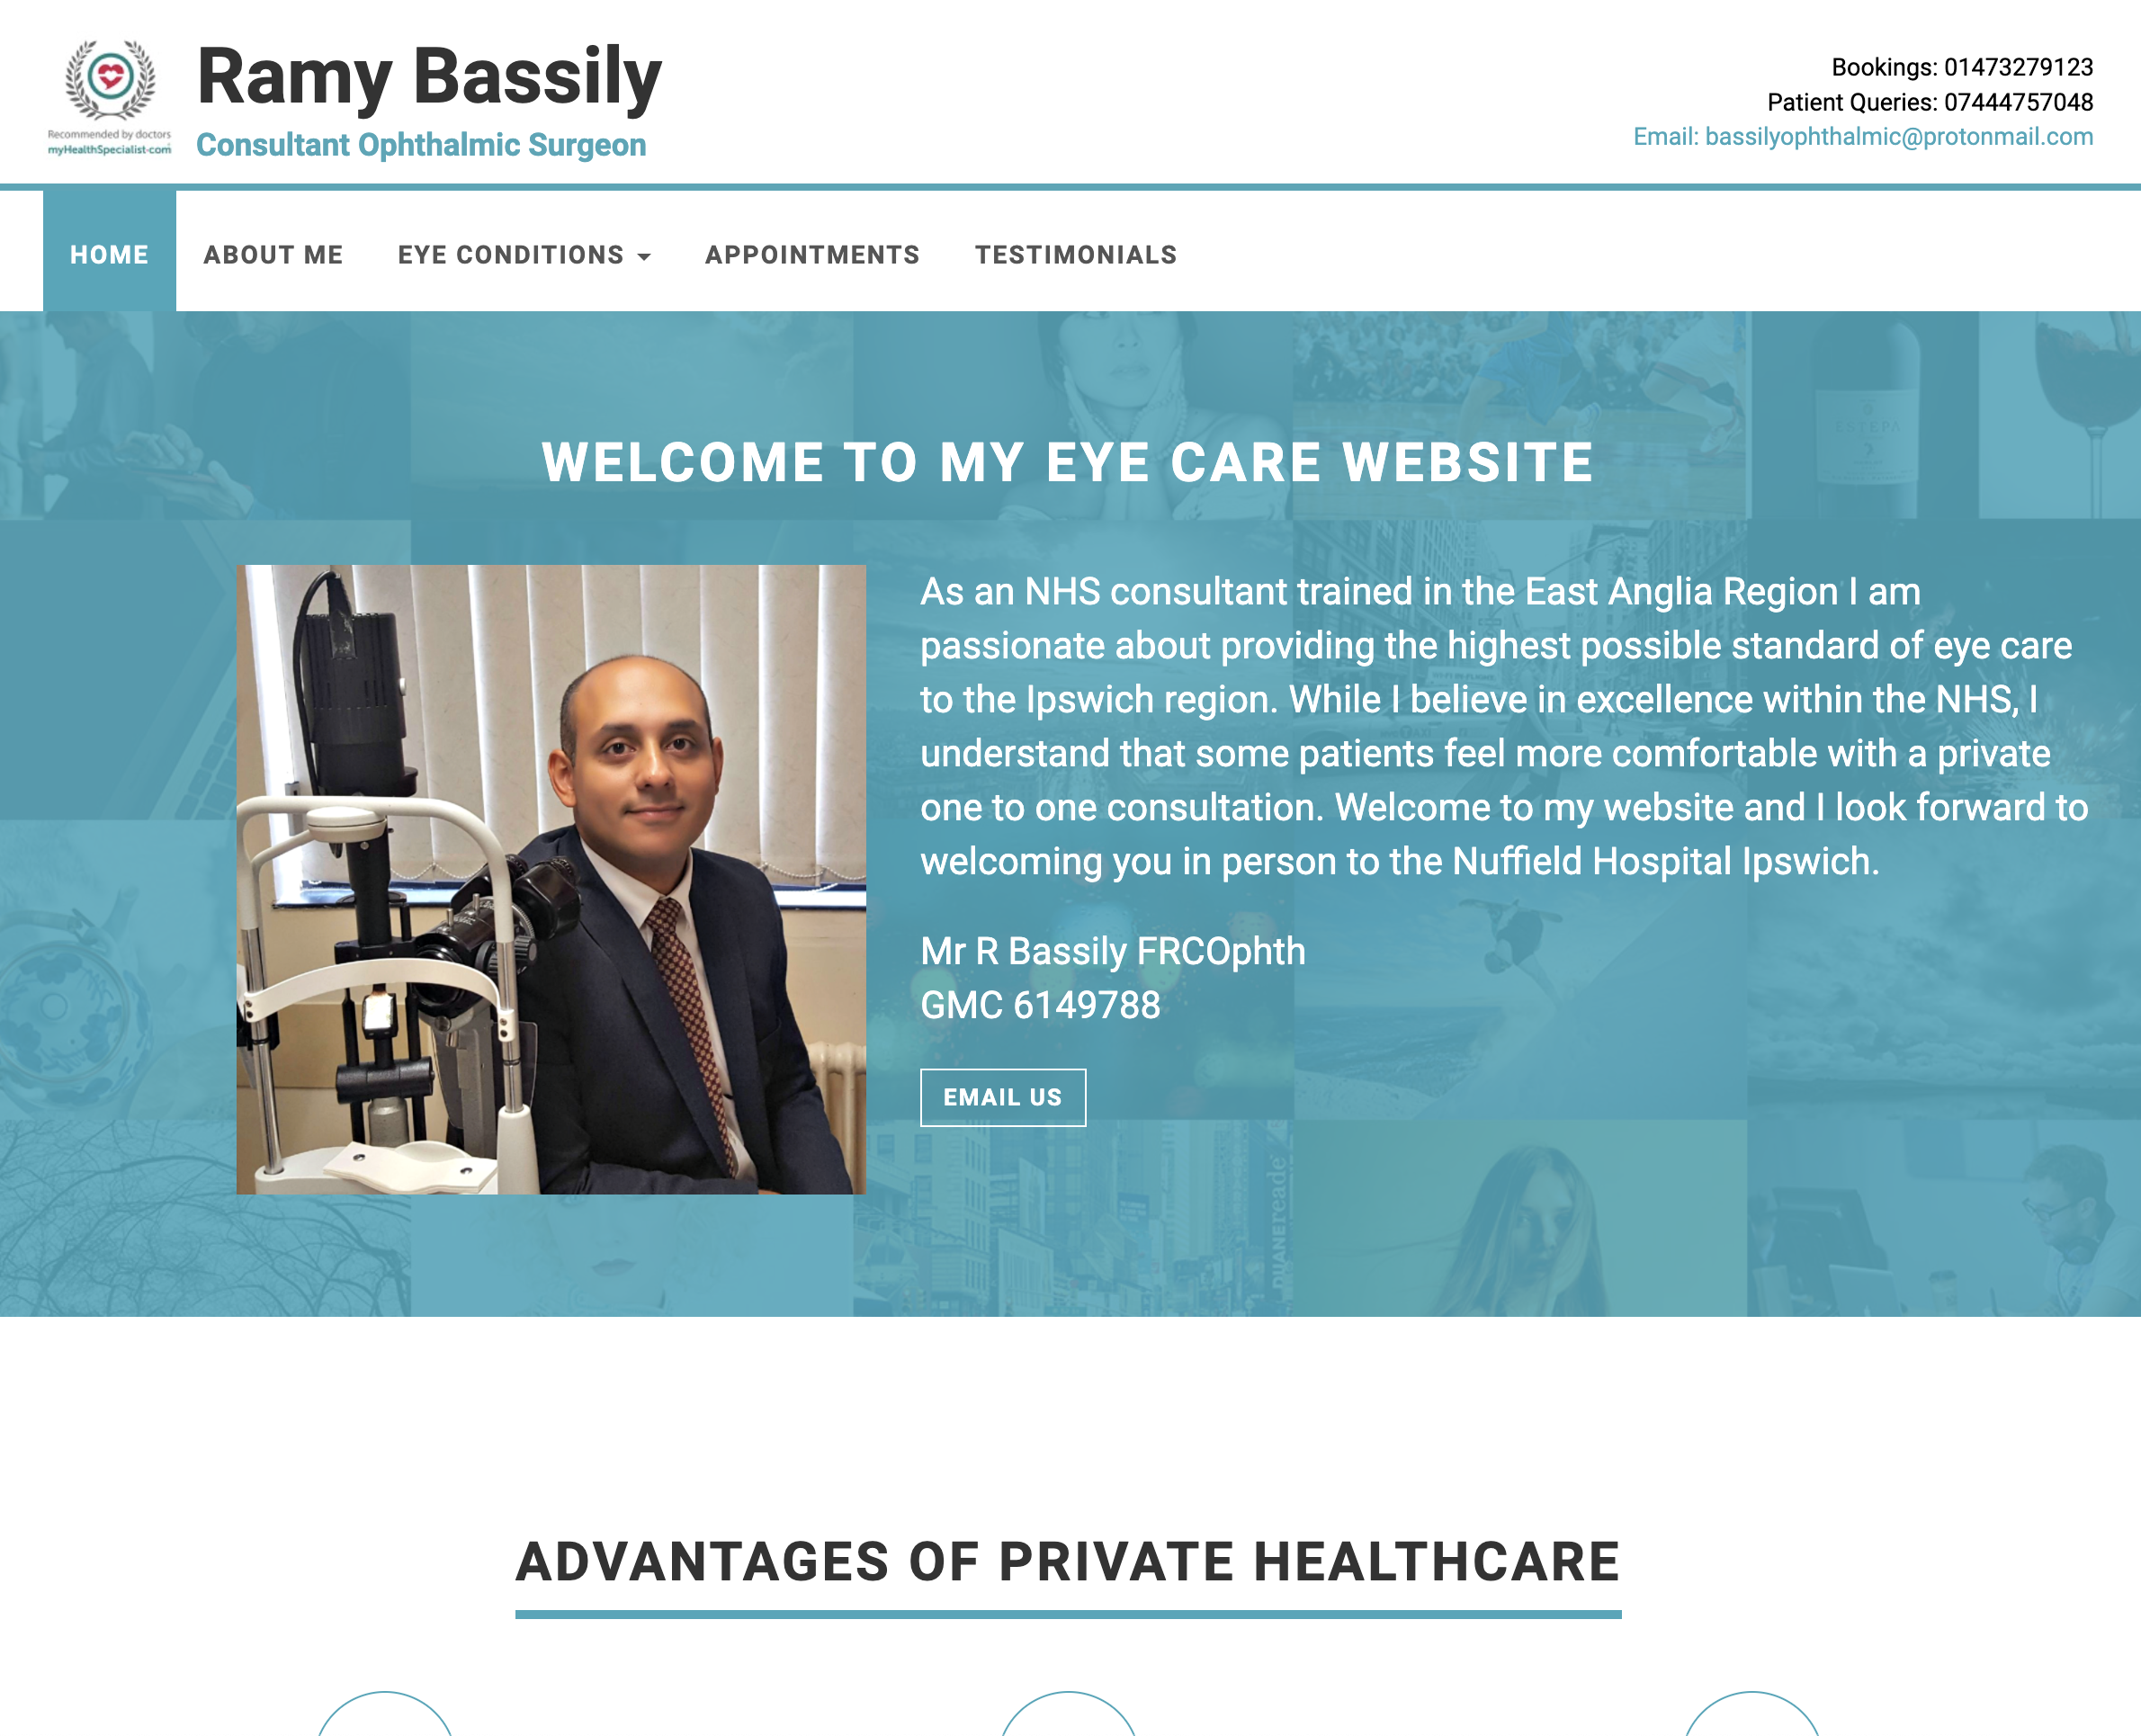 Recommended by doctors
myHealthSpecialist.com
Ramy Bassily
Consultant Ophthalmic Surgeon
Bookings: 01473279123
Patient Queries: 07444757048
Email: bassilyophthalmic@protonmail.com
HOME
ABOUT ME
EYE CONDITIONS
APPOINTMENTS
TESTIMONIALS
WELCOME TO MY EYE CARE WEBSITE
ESTEPA
As an NHS consultant trained in the East Anglia Region I am
passionate about providing the highest possible standard of eye care
to the Ipswich region. While I believe in excellence within the NHS, I
understand that some patients feel more comfortable with a private
one to one consultation. Welcome to my website and I look forward to
welcoming you in person to the Nuffield Hospital Ipswich.
Mr R Bassily FRCOphth
GMC 6149788
EMAIL US
DUANEreade
ADVANTAGES OF PRIVATE HEALTHCARE